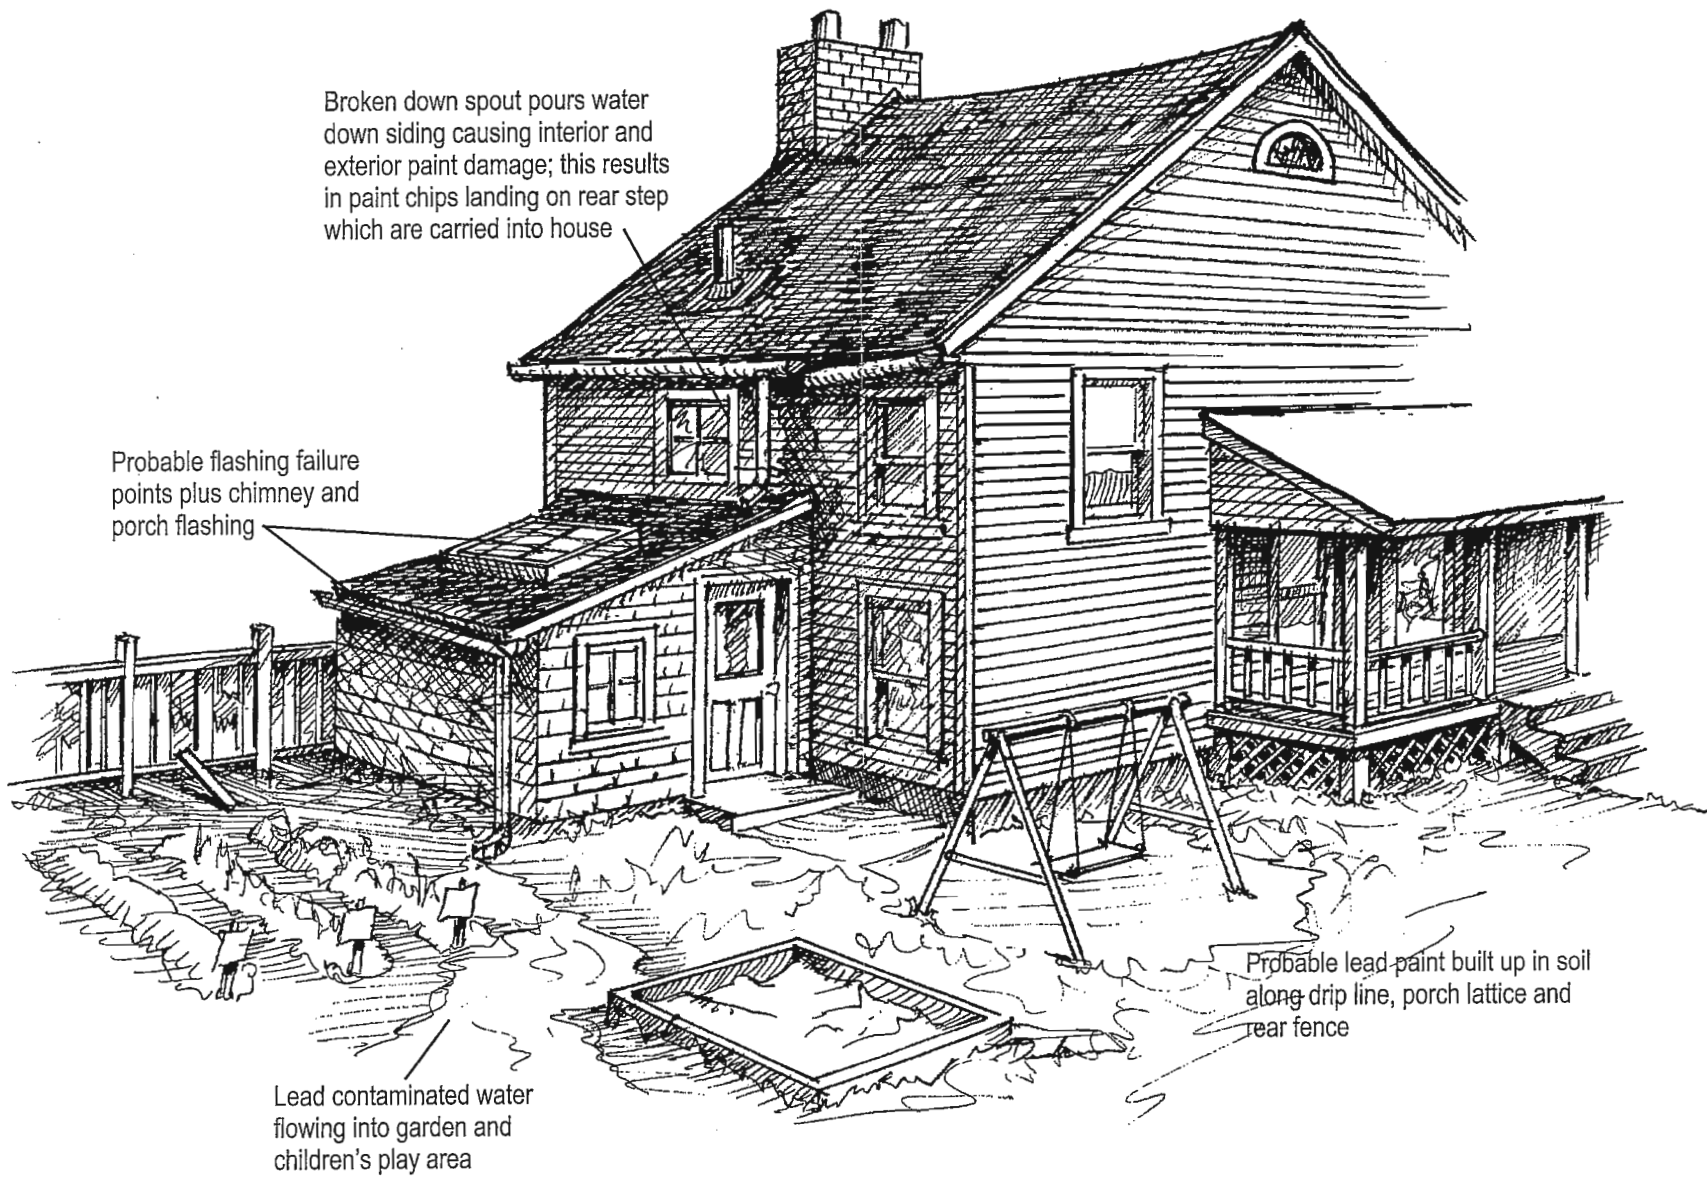 Broken down spout pours water
down siding causing interior and
exterior paint damage; this results
in paint chips landing on rear step
which are carried into house
Probable flashing failure
points plus chimney and
porch flashing
Probable lead paint built up in soil
along drip line, porch lattice and
rear fence
Lead contaminated water
flowing into garden and
children's play area